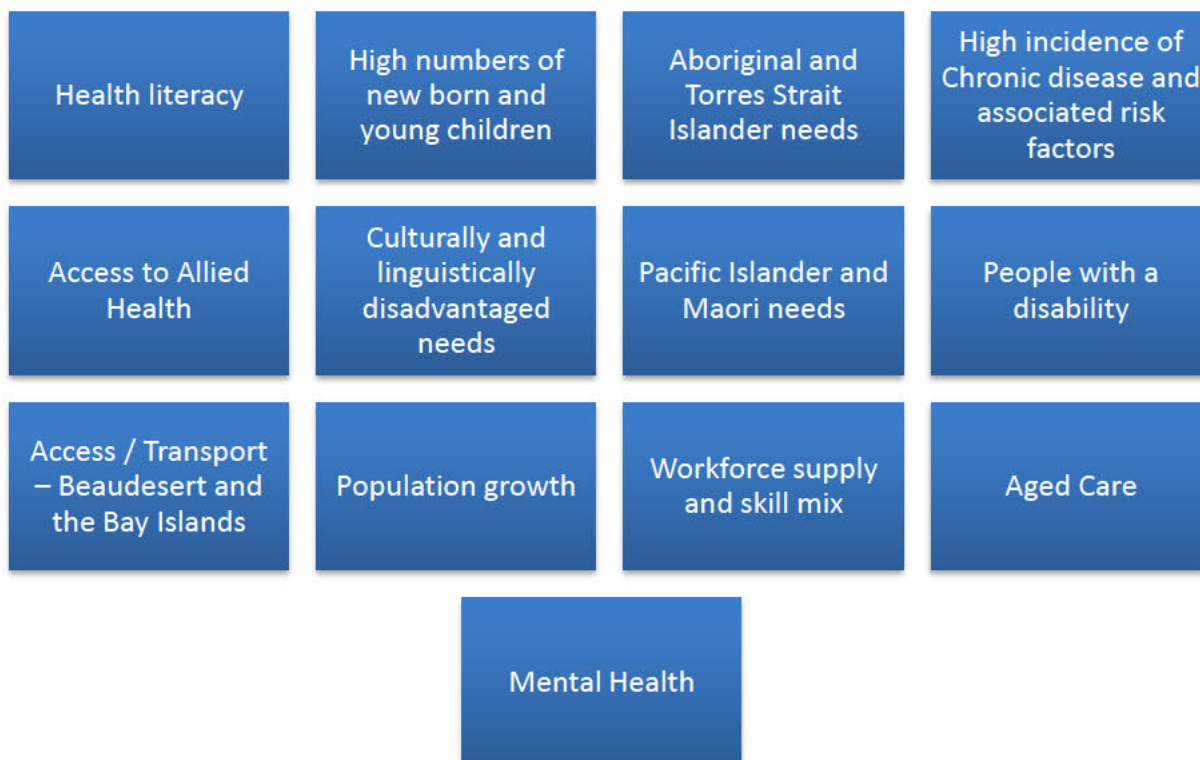 Health literacy
High numbers of
new born and
young children
Aboriginal and
Torres Strait
Islander needs
High incidence of
Chronic disease and
associated risk
factors
Access to Allied
Health
Culturally and
linguistically
disadvantaged
needs
Pacific Islander and
Maori needs
People with a
disability
Access / Transport
– Beaudesert and
the Bay Islands
Population growth
Workforce supply
and skill mix
Aged Care
Mental Health